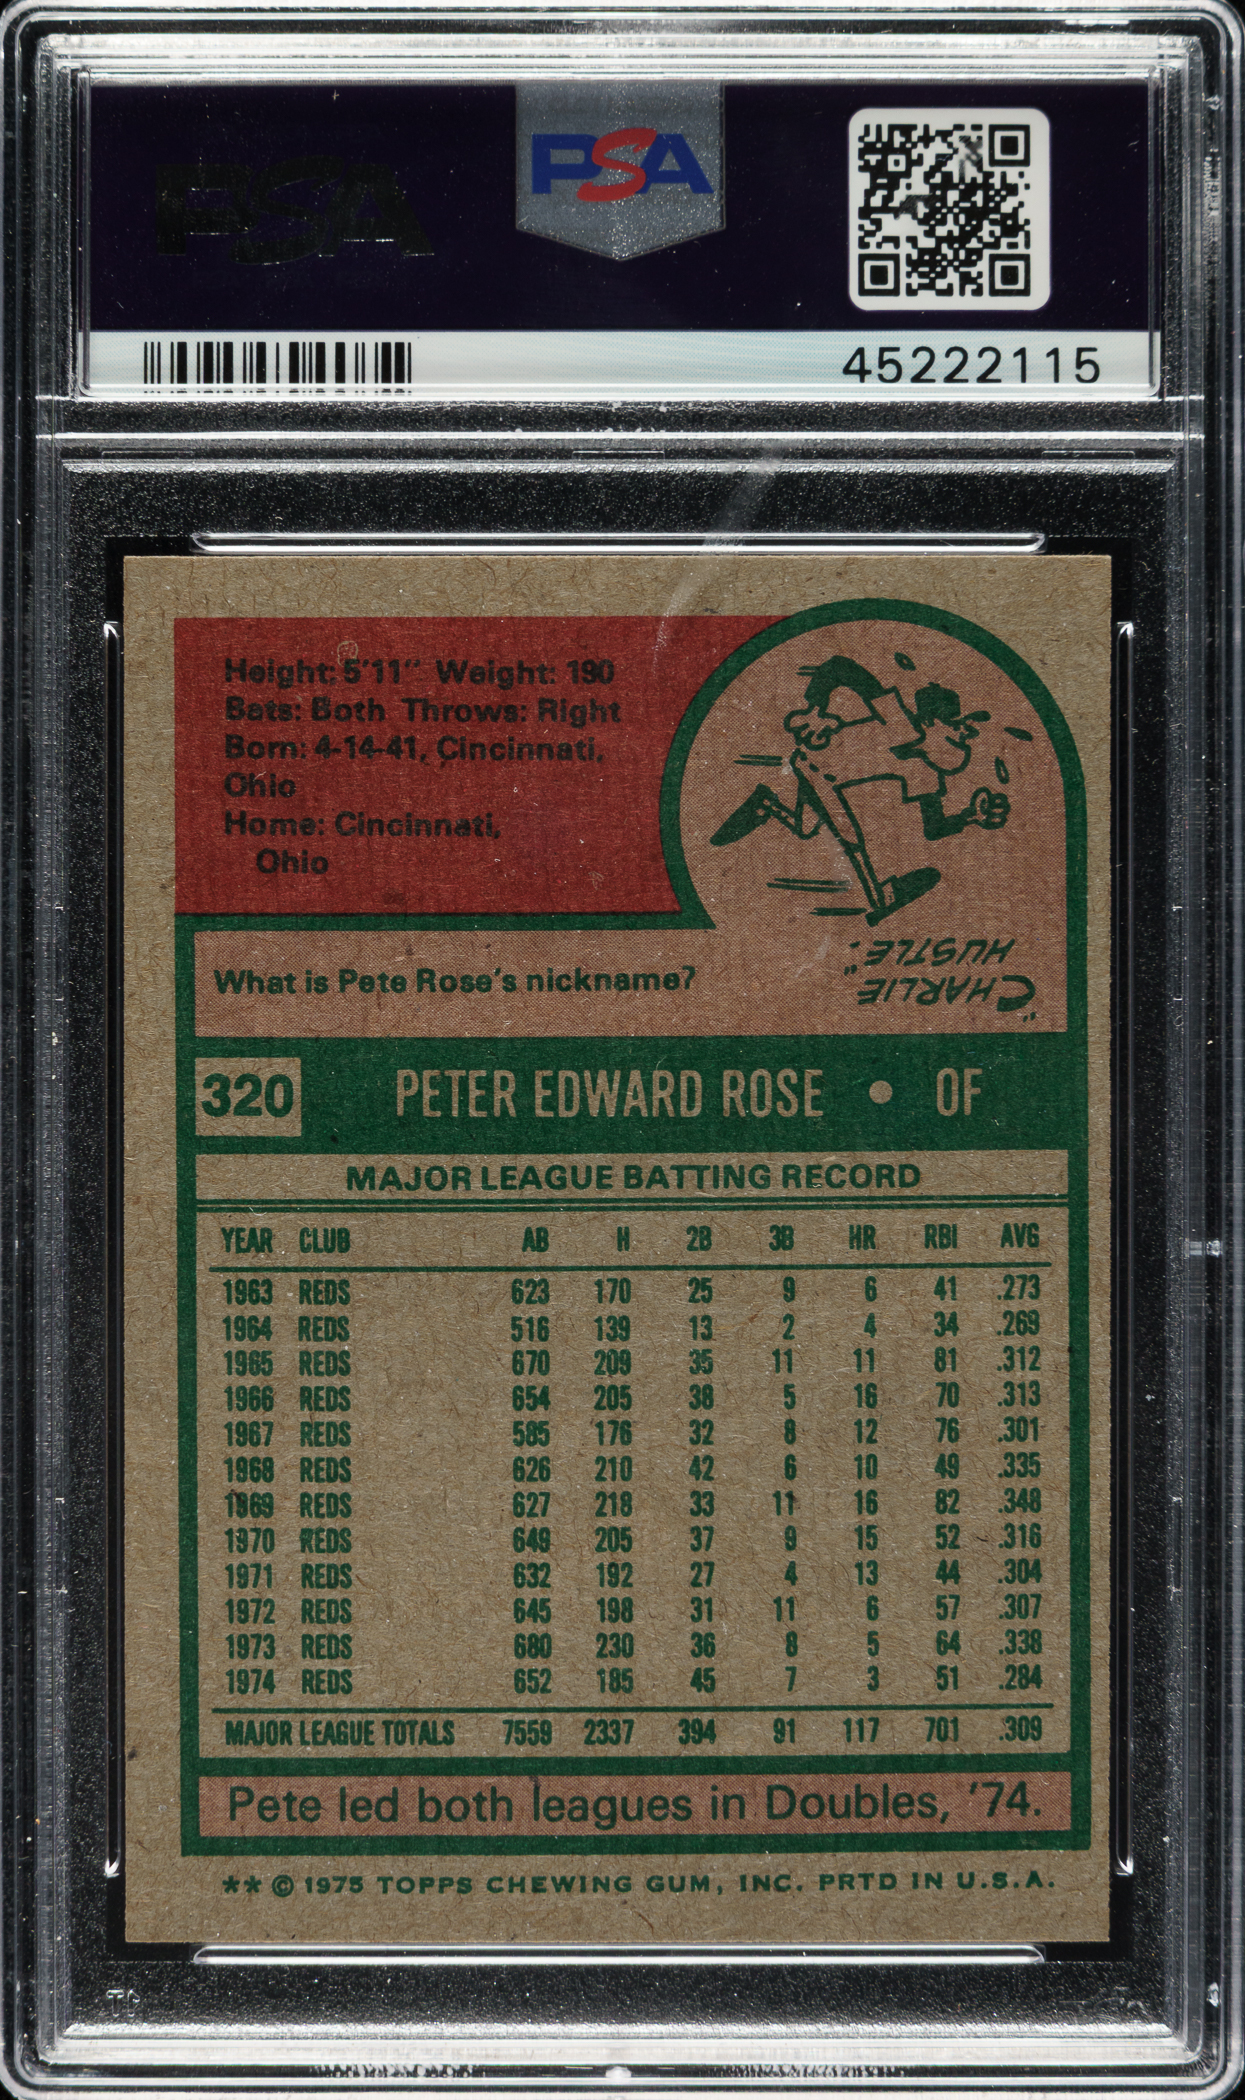 PSA
PSA
45222115
Height: 5'11" Weight: 190
Bats: Both Throws: Right
Born: 4-14-41, Cincinnati,
Ohio
Home: Cincinnati,
Ohio
What is Pete Rose's nickname?
"CHARLIE
HUSTLE."
320 PETER EDWARD ROSE • OF
MAJOR LEAGUE BATTING RECORD
YEAR CLUB AB H 2B 3B HR RBI AVG
1963 REDS 623 170 25 9 6 41 .273
1964 REDS 516 139 13 2 4 34 .269
1965 REDS 670 209 35 11 11 81 .312
1966 REDS 654 205 38 5 16 70 .313
1967 REDS 585 176 32 8 12 76 .301
1968 REDS 626 210 42 6 10 49 .335
1969 REDS 627 218 33 11 16 82 .348
1970 REDS 649 205 37 9 15 52 .316
1971 REDS 632 192 27 4 13 44 .304
1972 REDS 645 198 31 11 6 57 .307
1973 REDS 680 230 36 8 5 64 .338
1974 REDS 652 185 45 7 3 51 .284
MAJOR LEAGUE TOTALS 7559 2337 394 91 117 701 .309
Pete led both leagues in Doubles, '74.
** © 1975 TOPPS CHEWING GUM, INC. PRTD IN U.S.A.